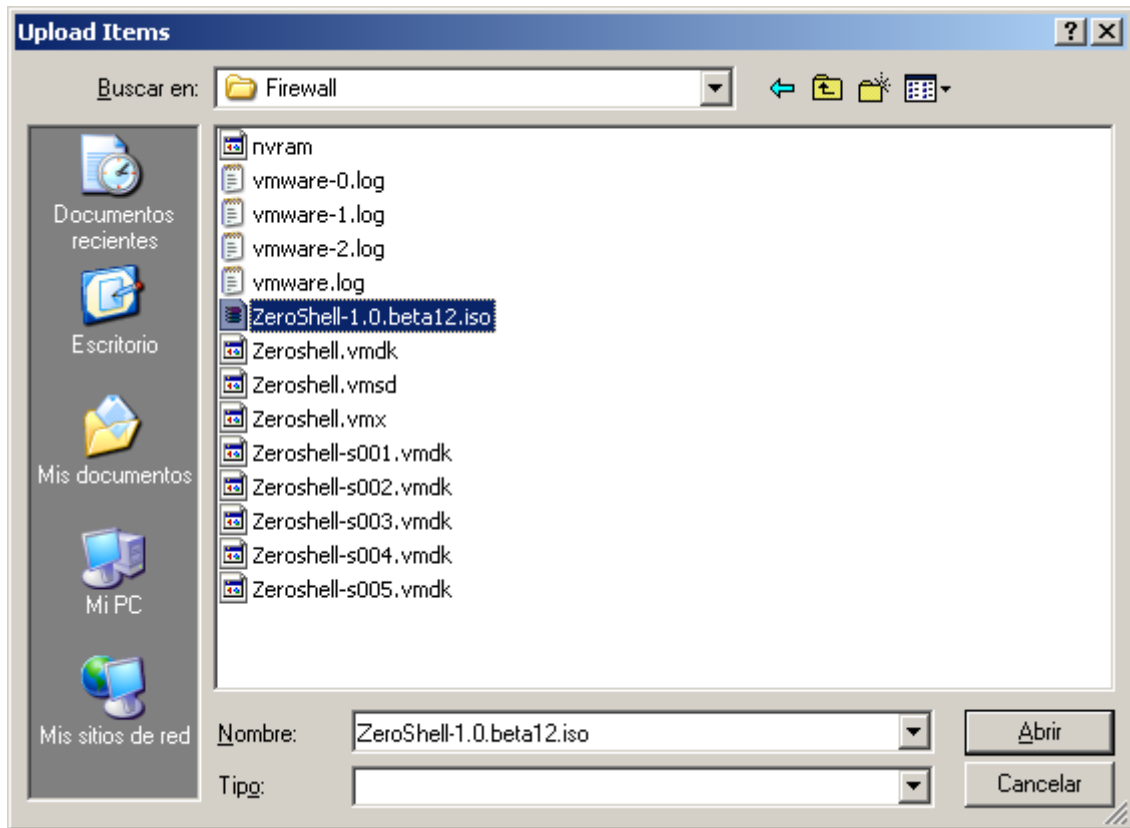 Upload Items
Buscar en:
Firewall
Documentos
recientes
Escritorio
Mis documentos
Mi PC
Mis sitios de red
nvram
vmware-0.log
vmware-1.log
vmware-2.log
vmware.log
ZeroShell-1.0.beta12.iso
Zeroshell.vmdk
Zeroshell.vmsd
Zeroshell.vmx
Zeroshell-s001.vmdk
Zeroshell-s002.vmdk
Zeroshell-s003.vmdk
Zeroshell-s004.vmdk
Zeroshell-s005.vmdk
Nombre:
ZeroShell-1.0.beta12.iso
Abrir
Tipo:
Cancelar